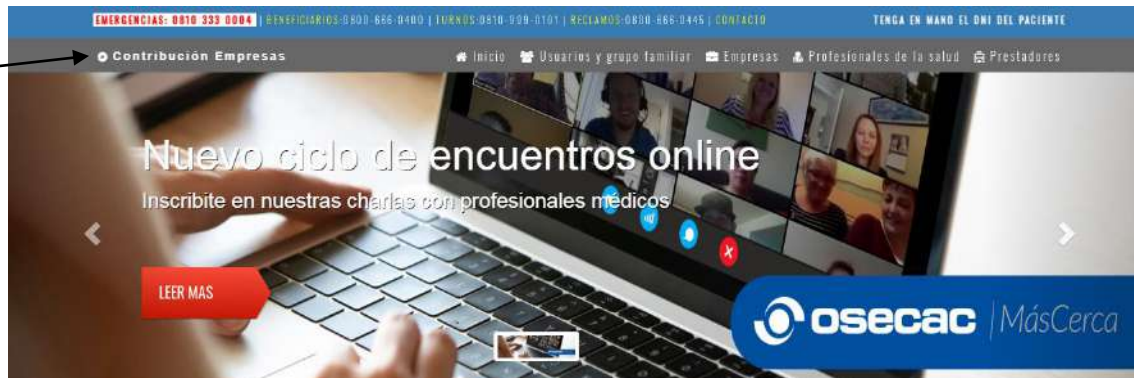 EMERGENCIAS: 0810 333 0004 | BENEFICIARIOS:0800-666-0400 | TURNOS:0810-999-0101 | RECLAMOS:0800-666-0445 | CONTACTO
TENGA EN MANO EL DNI DEL PACIENTE
Contribución Empresas
Inicio
Usuarios y grupo familiar
Empresas
Profesionales de la salud
Prestadores
Nuevo ciclo de encuentros online
Inscribite en nuestras charlas con profesionales médicos
LEER MAS
osecac | MásCerca